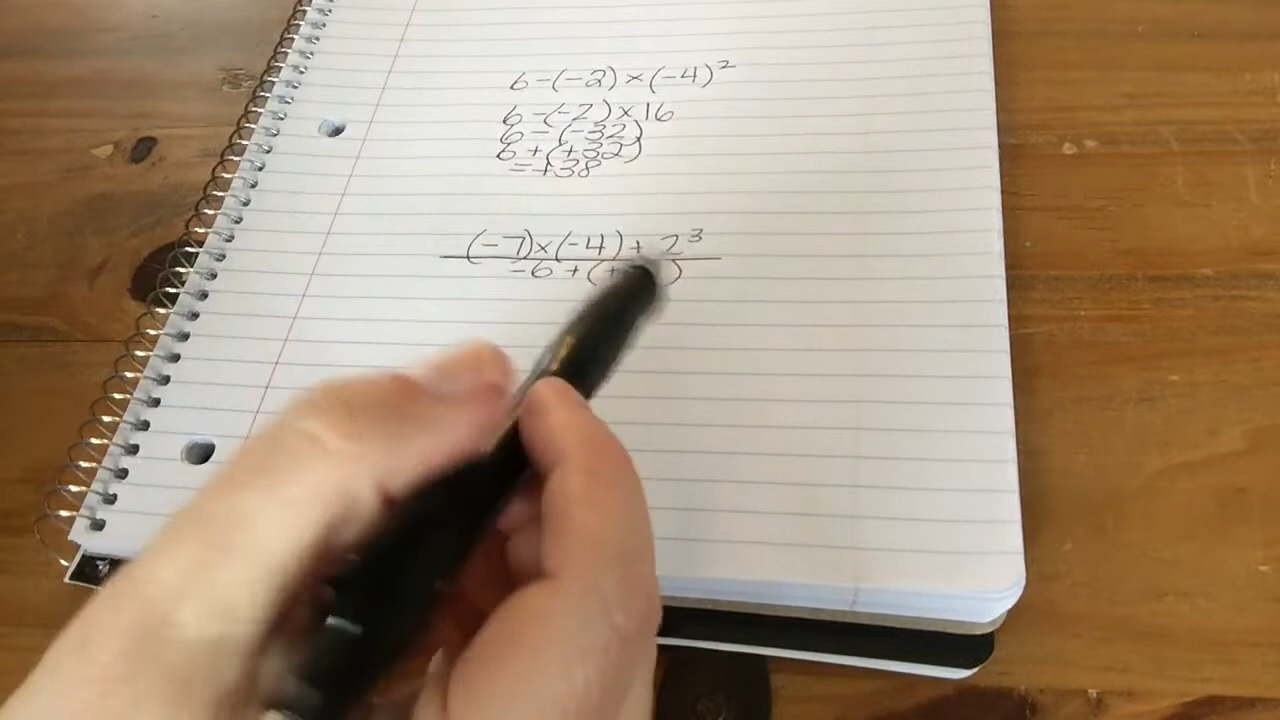 6 - (-2) × (-4)²
6 - (-2) × 16
6 - (-32)
6 + (+32)
= +38
(-7) × (-4) + 2³
-6 + (+ )